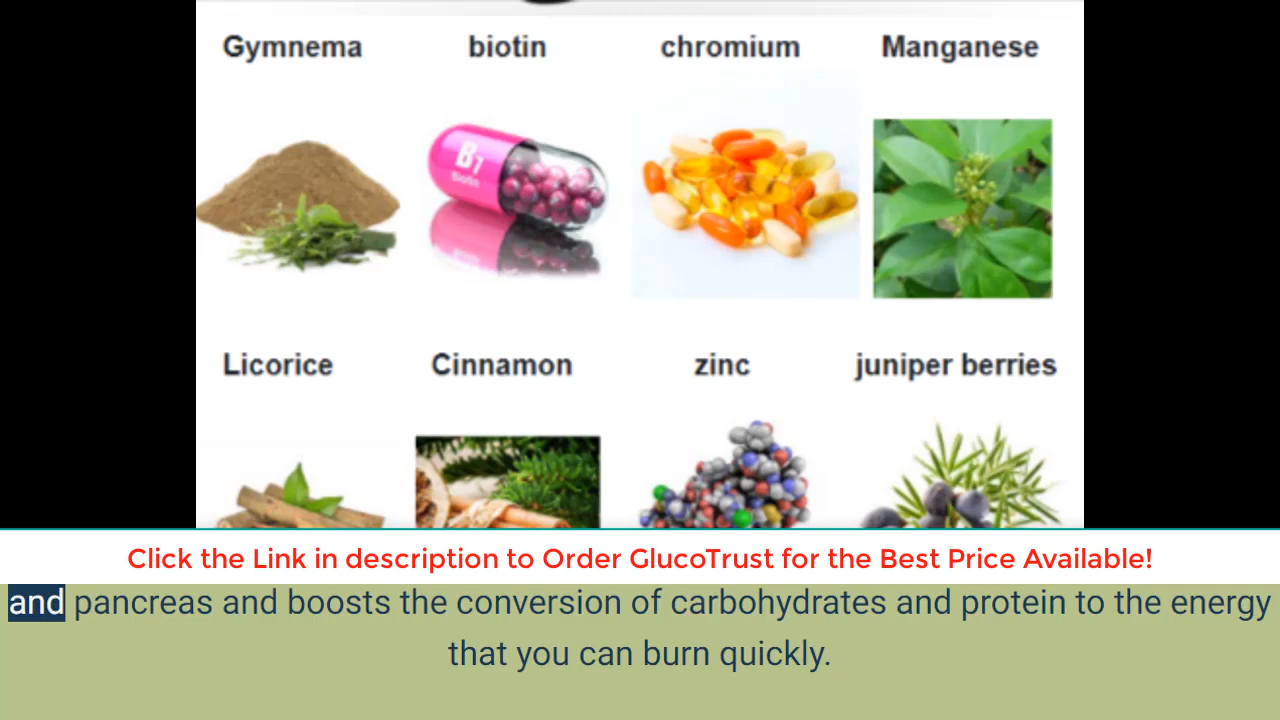 Gymnema biotin chromium Manganese
B7
Biotin
Licorice Cinnamon zinc juniper berries
Click the Link in description to Order GlucoTrust for the Best Price Available!
and pancreas and boosts the conversion of carbohydrates and protein to the energy
that you can burn quickly.